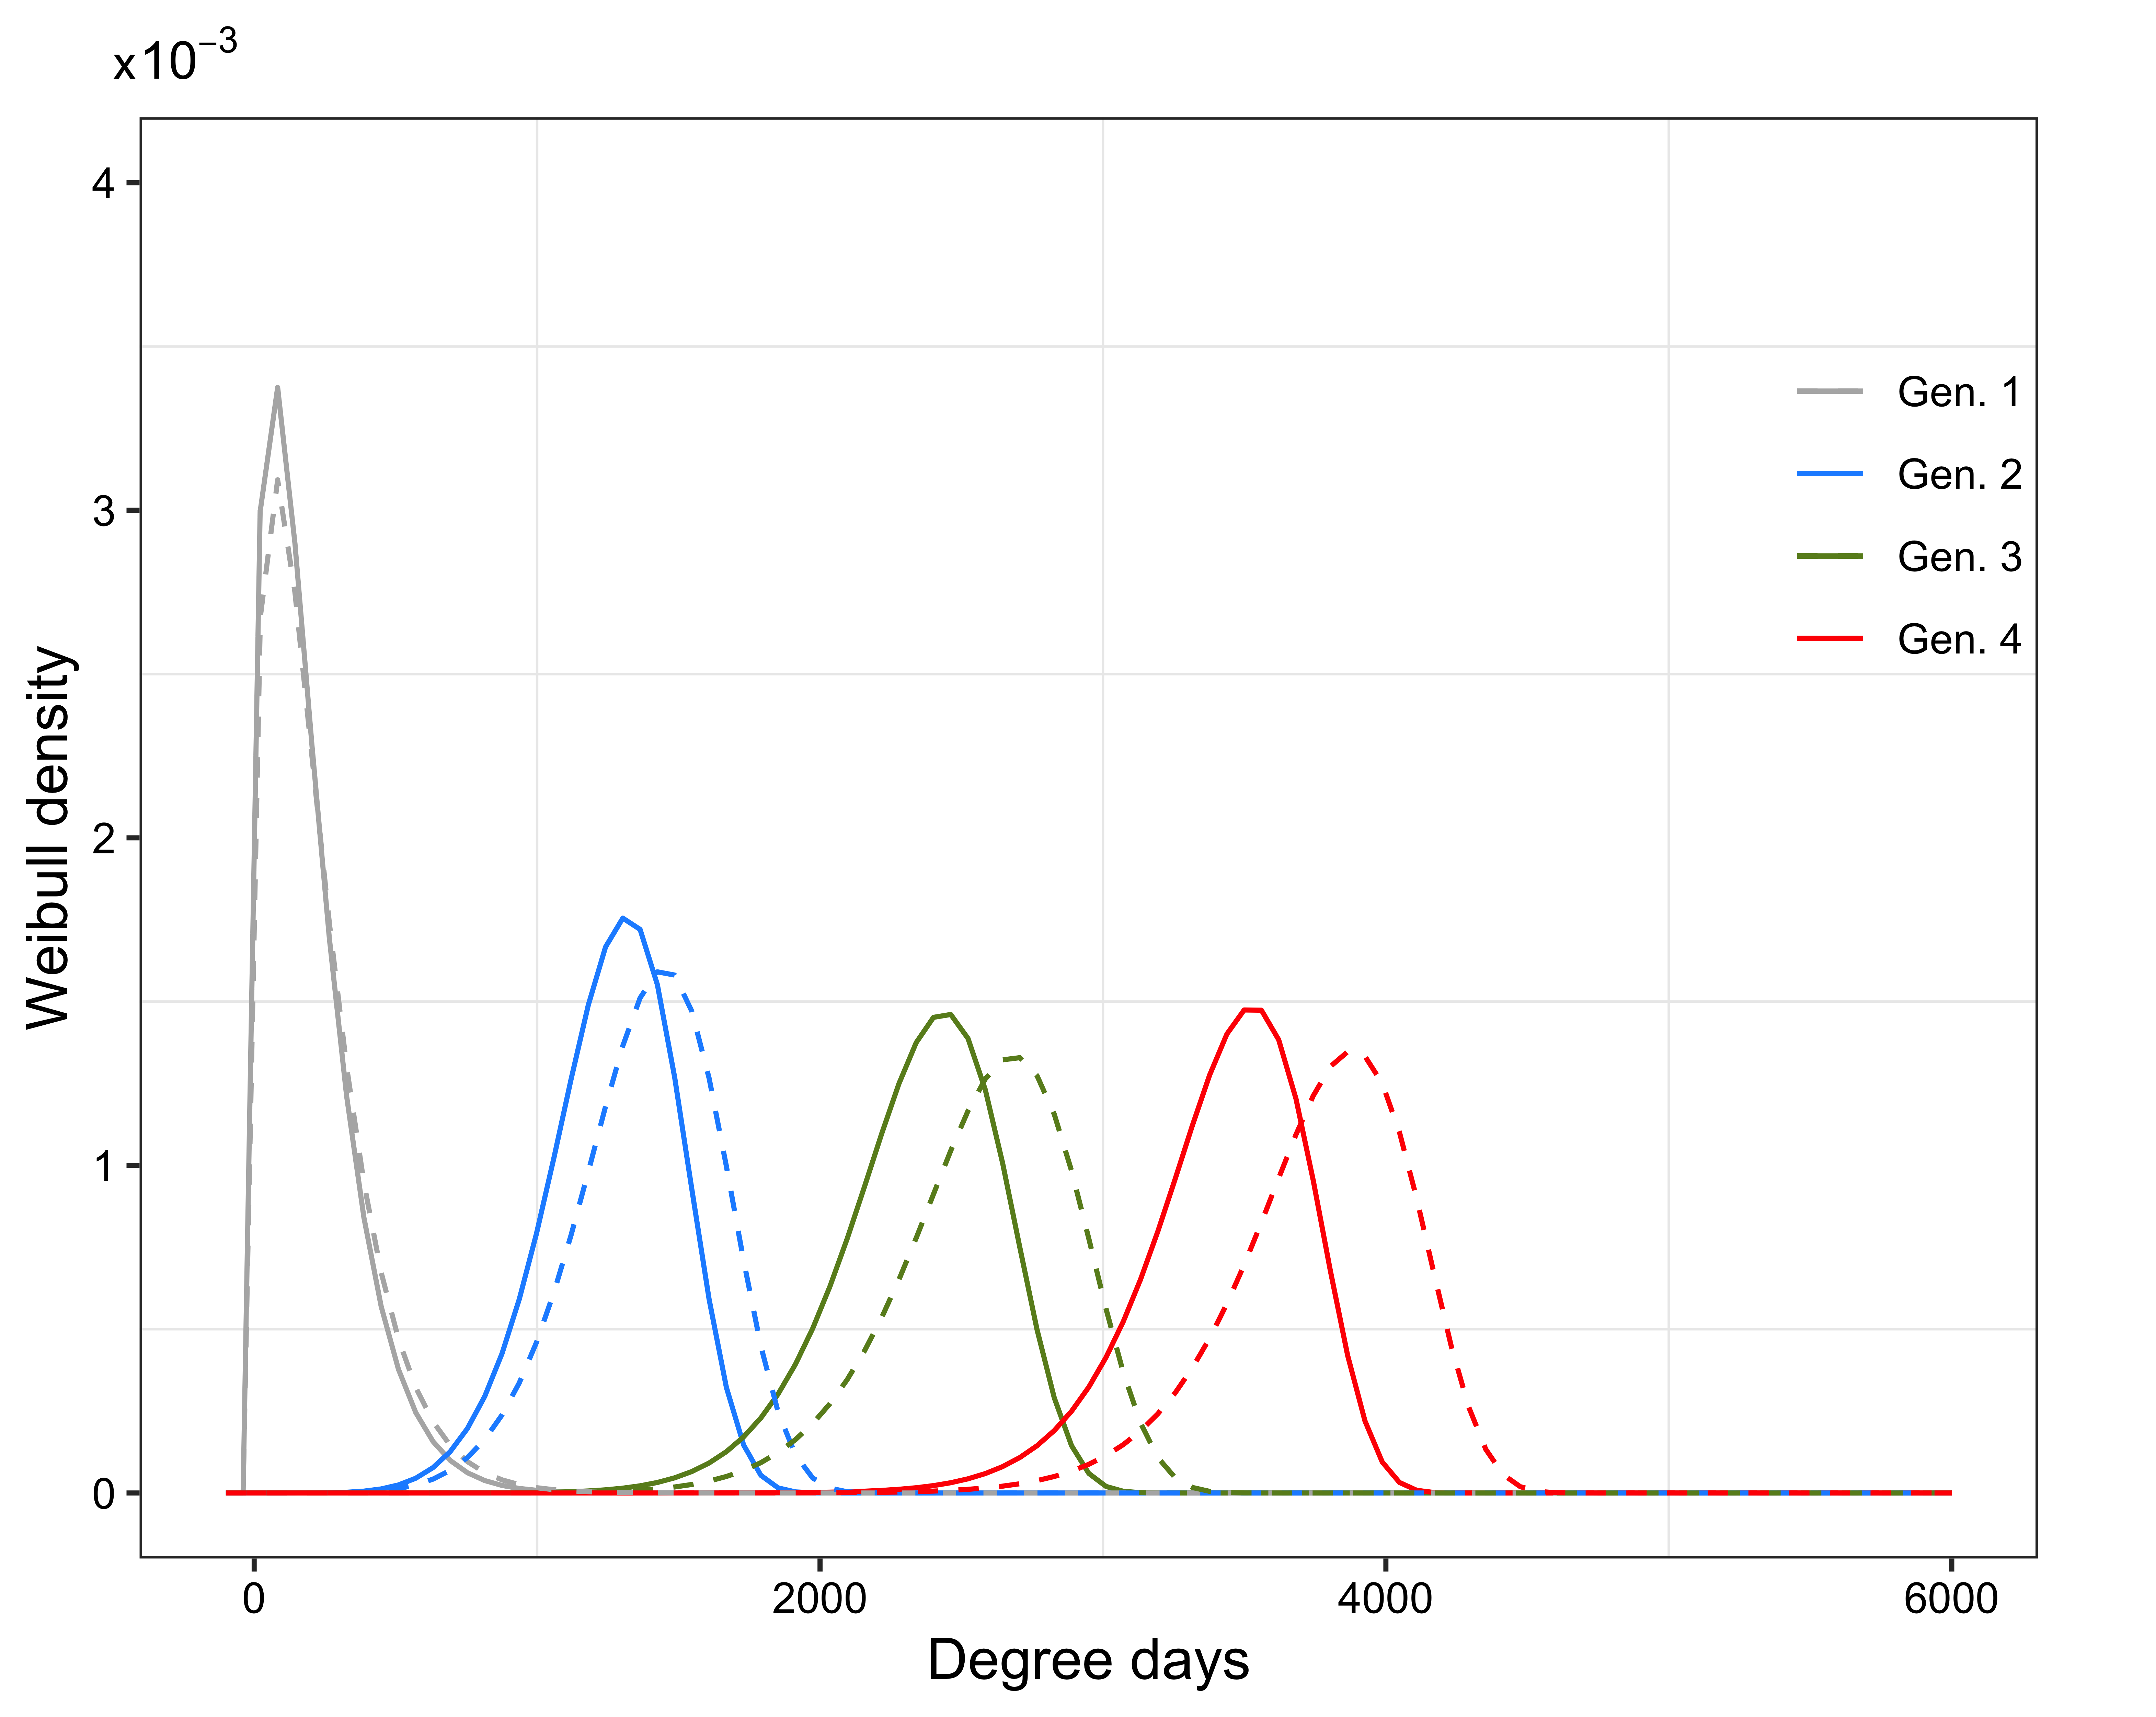 x10⁻³
4
3
2
1
0
Weibull density
Gen. 1
Gen. 2
Gen. 3
Gen. 4
0 2000 4000 6000
Degree days